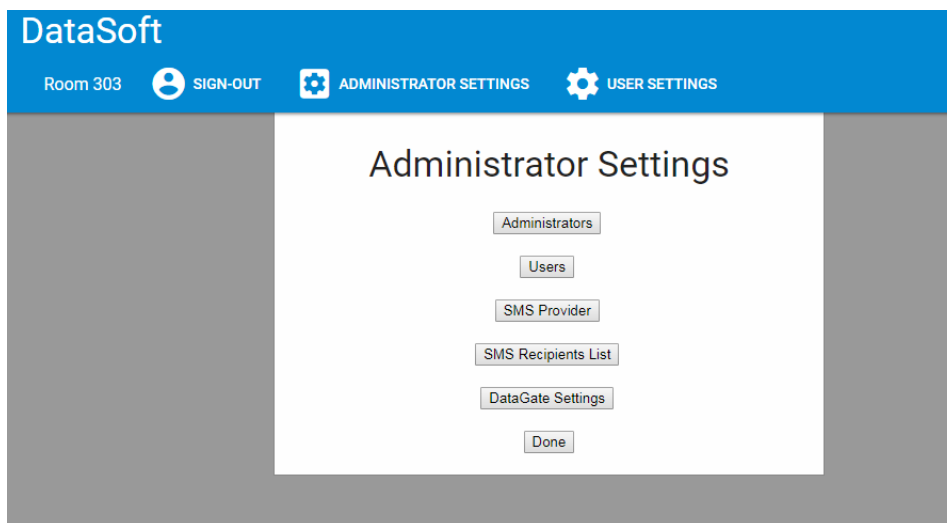 DataSoft
Room 303 SIGN-OUT ADMINISTRATOR SETTINGS USER SETTINGS
Administrator Settings
Administrators
Users
SMS Provider
SMS Recipients List
DataGate Settings
Done